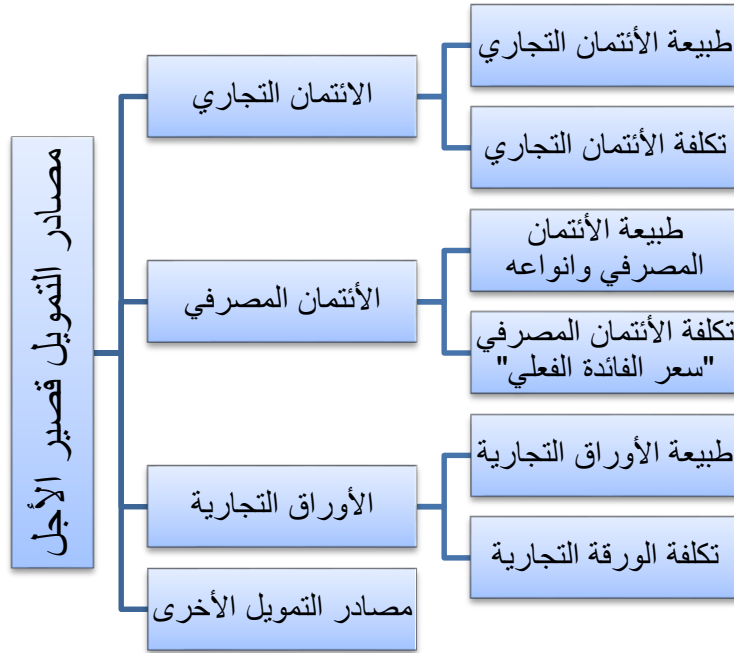 مصادر التمويل قصير الأجل
الائتمان التجاري
طبيعة الأئتمان التجاري
تكلفة الأئتمان التجاري
الأئتمان المصرفي
طبيعة الأئتمان
المصرفي وانواعه
تكلفة الأئتمان المصرفي
"سعر الفائدة الفعلي"
الأوراق التجارية
طبيعة الأوراق التجارية
تكلفة الورقة التجارية
مصادر التمويل الأخرى